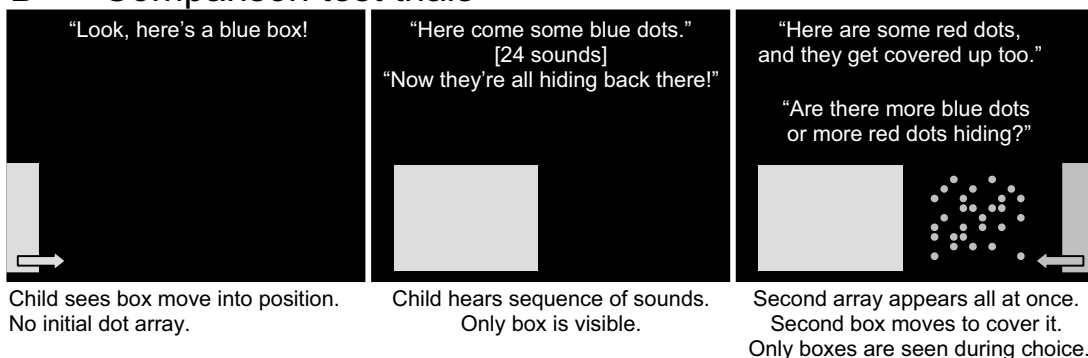 “Look, here’s a blue box!
“Here come some blue dots.”
[24 sounds]
“Now they’re all hiding back there!”
“Here are some red dots,
and they get covered up too.”
“Are there more blue dots
or more red dots hiding?”
Child sees box move into position.
No initial dot array.
Child hears sequence of sounds.
Only box is visible.
Second array appears all at once.
Second box moves to cover it.
Only boxes are seen during choice.